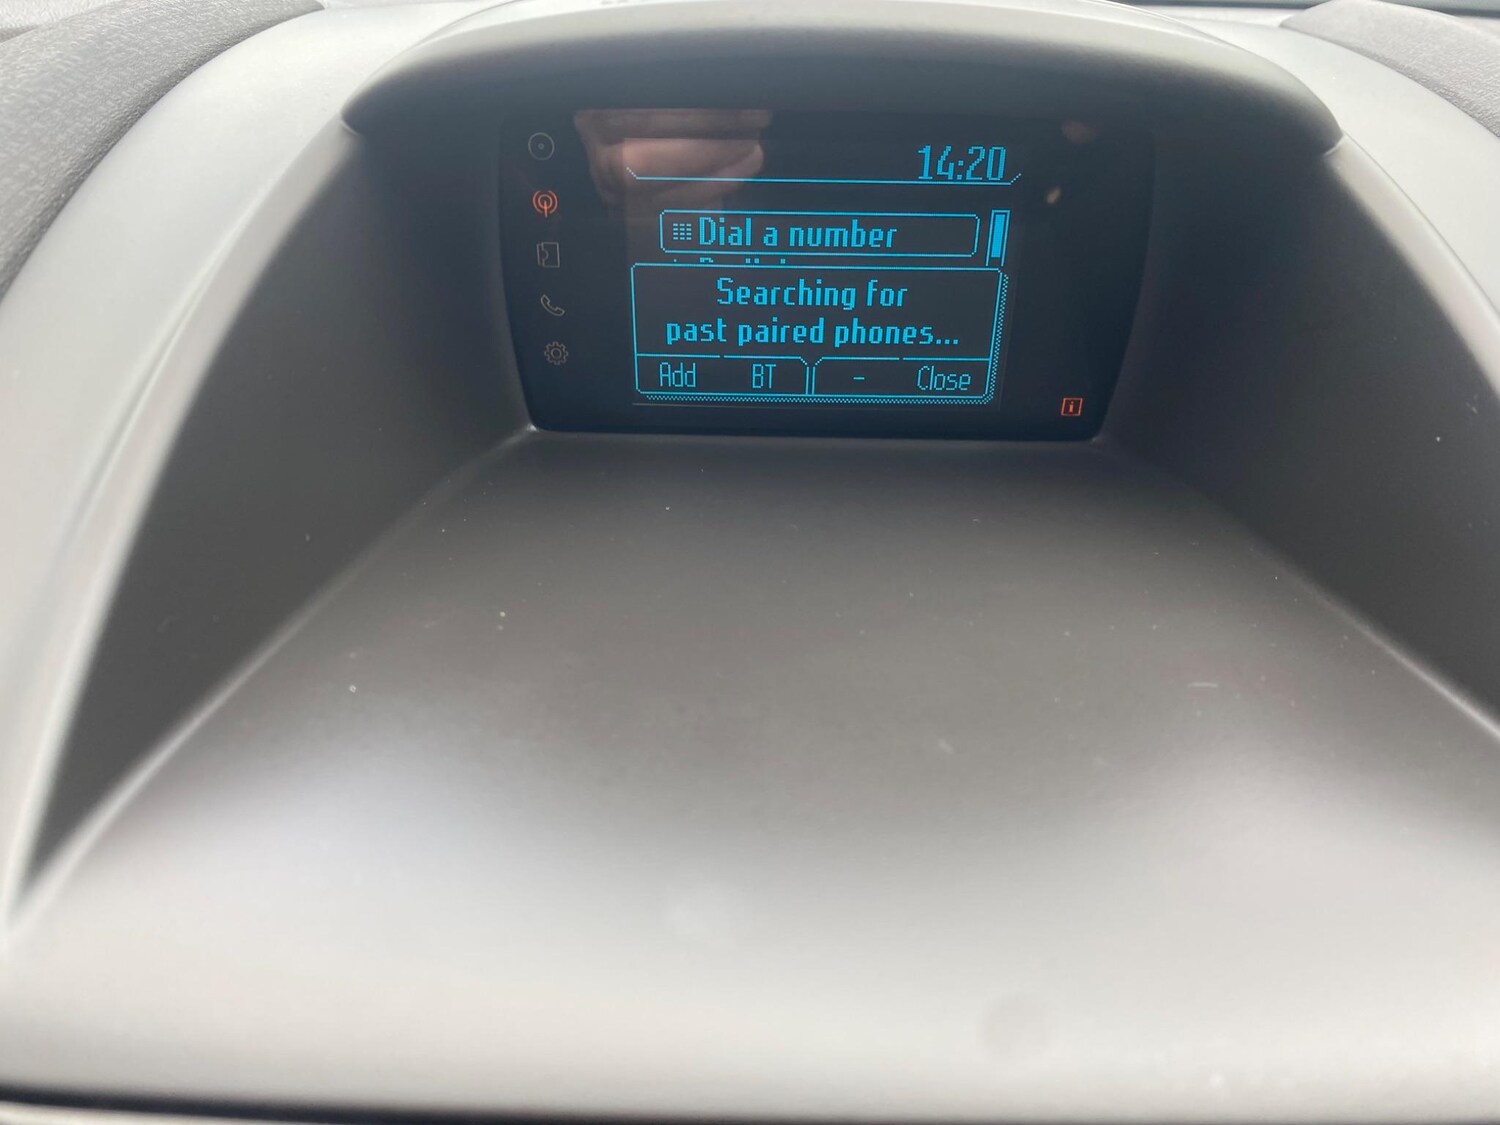 14:20
Dial a number
Searching for
past paired phones...
Add BT - Close
i